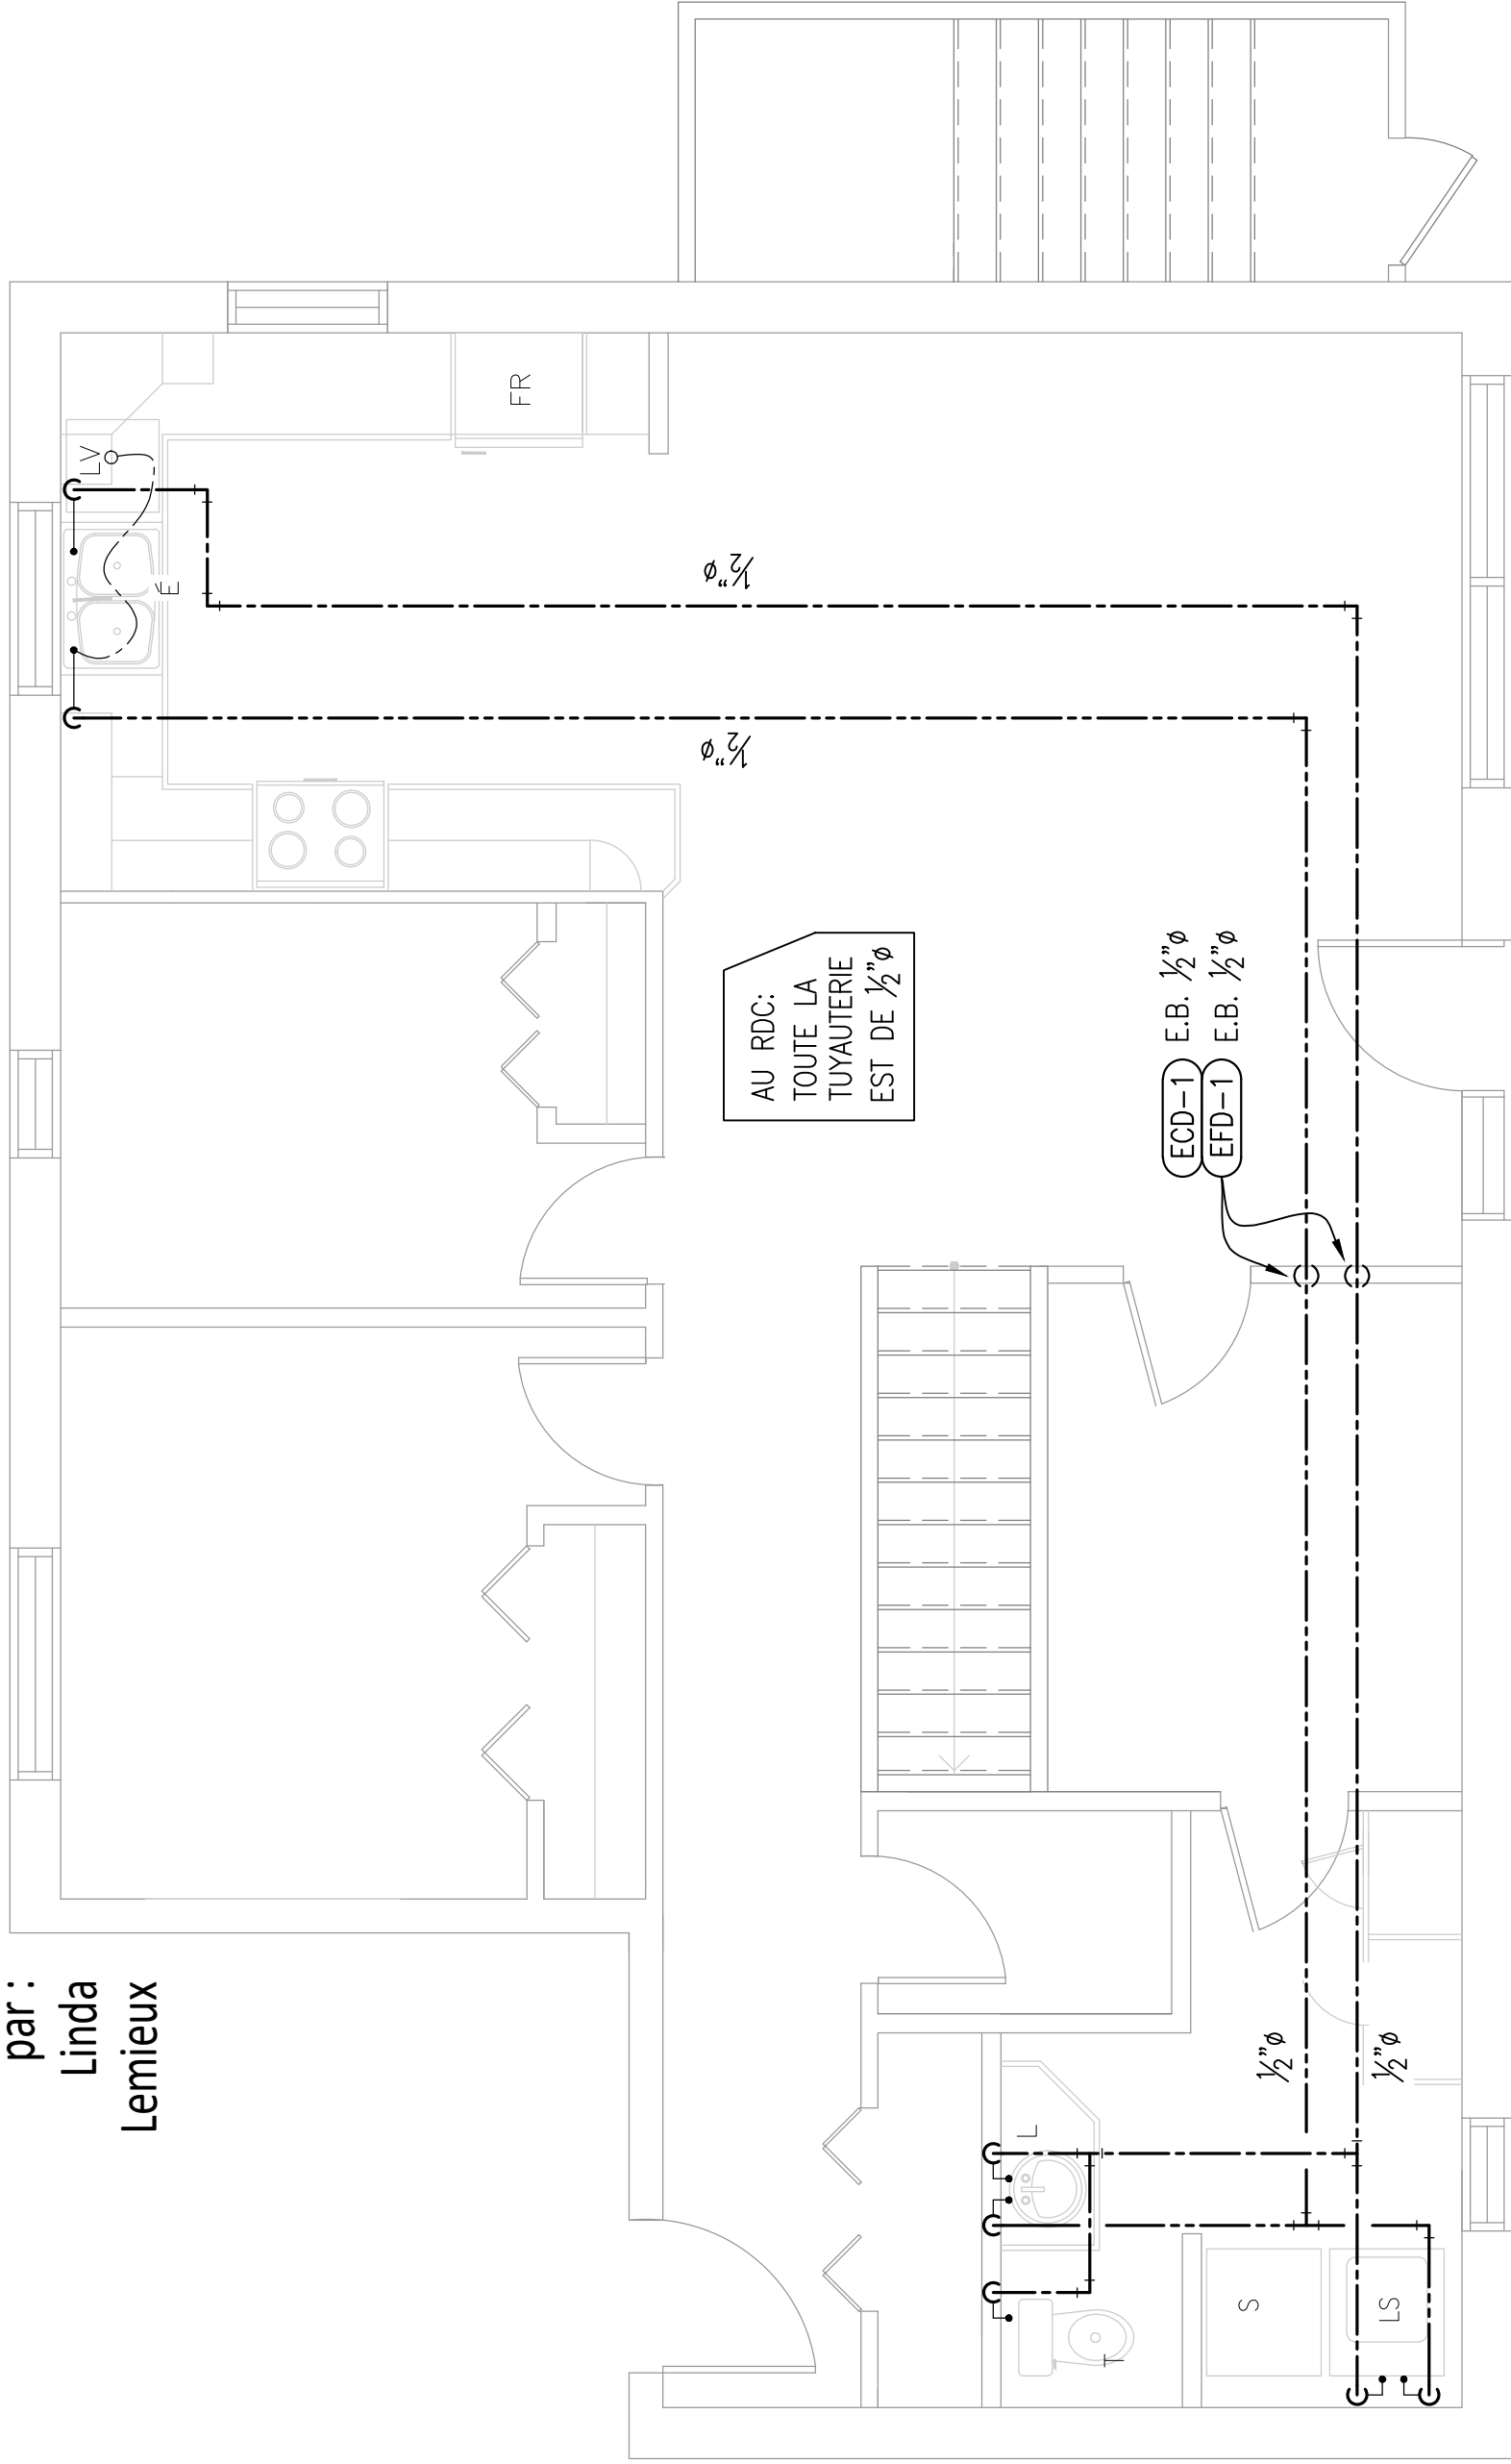 par :
Linda
Lemieux
LV
É
FR
½"ø
½"ø
AU RDC:
TOUTE LA
TUYAUTERIE
EST DE ½"ø
ECD-1 E.B. ½"ø
EFD-1 E.B. ½"ø
½"ø
½"ø
L
T
S
LS